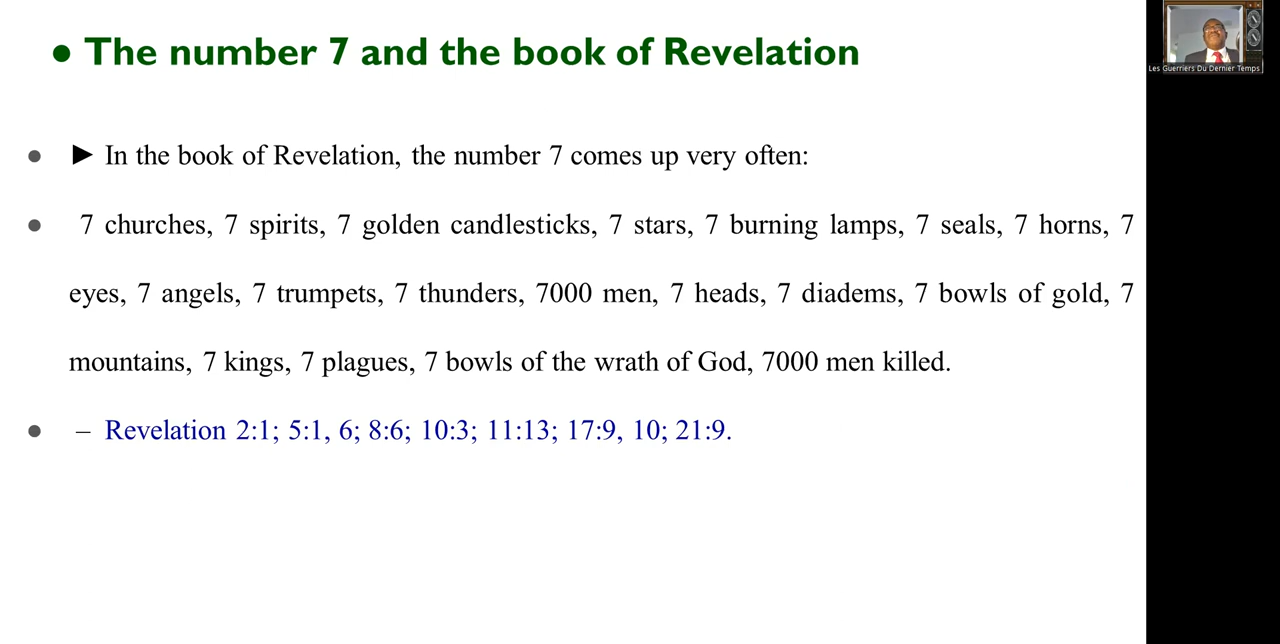 ● The number 7 and the book of Revelation
Les Guerriers Du Dernier Temps
● ► In the book of Revelation, the number 7 comes up very often:
● 7 churches, 7 spirits, 7 golden candlesticks, 7 stars, 7 burning lamps, 7 seals, 7 horns, 7
eyes, 7 angels, 7 trumpets, 7 thunders, 7000 men, 7 heads, 7 diadems, 7 bowls of gold, 7
mountains, 7 kings, 7 plagues, 7 bowls of the wrath of God, 7000 men killed.
● – Revelation 2:1; 5:1, 6; 8:6; 10:3; 11:13; 17:9, 10; 21:9.